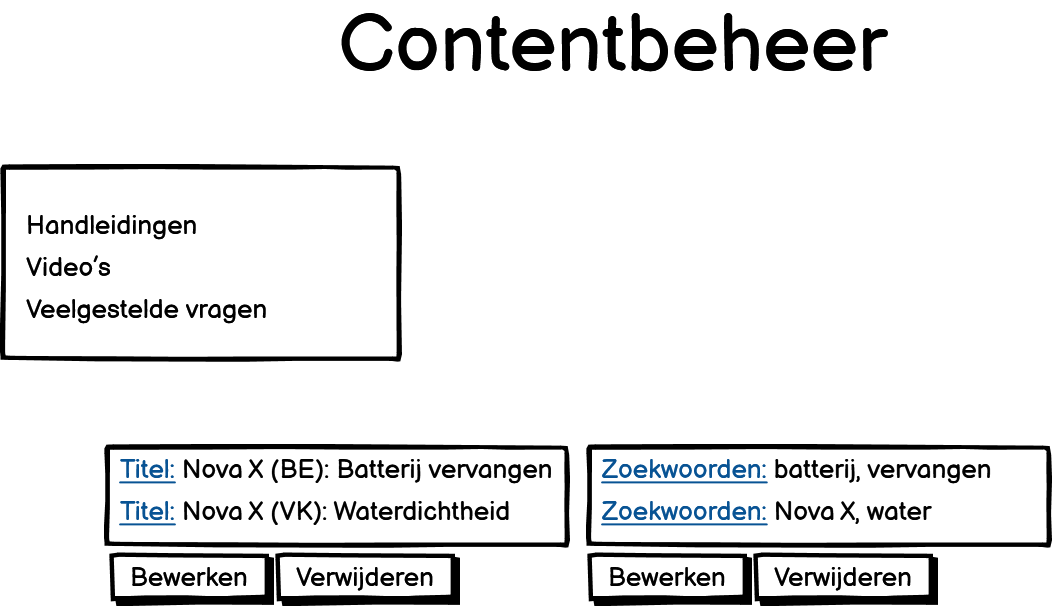 Contentbeheer
Handleidingen
Video's
Veelgestelde vragen
Titel: Nova X (BE): Batterij vervangen
Titel: Nova X (VK): Waterdichtheid
Zoekwoorden: batterij, vervangen
Zoekwoorden: Nova X, water
Bewerken
Verwijderen
Bewerken
Verwijderen